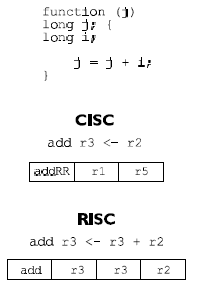 function (j)
long j; {
long i;
j = j + i;
}
CISC
add r3 <- r2
addRR r1 r5
RISC
add r3 <- r3 + r2
add r3 r3 r2